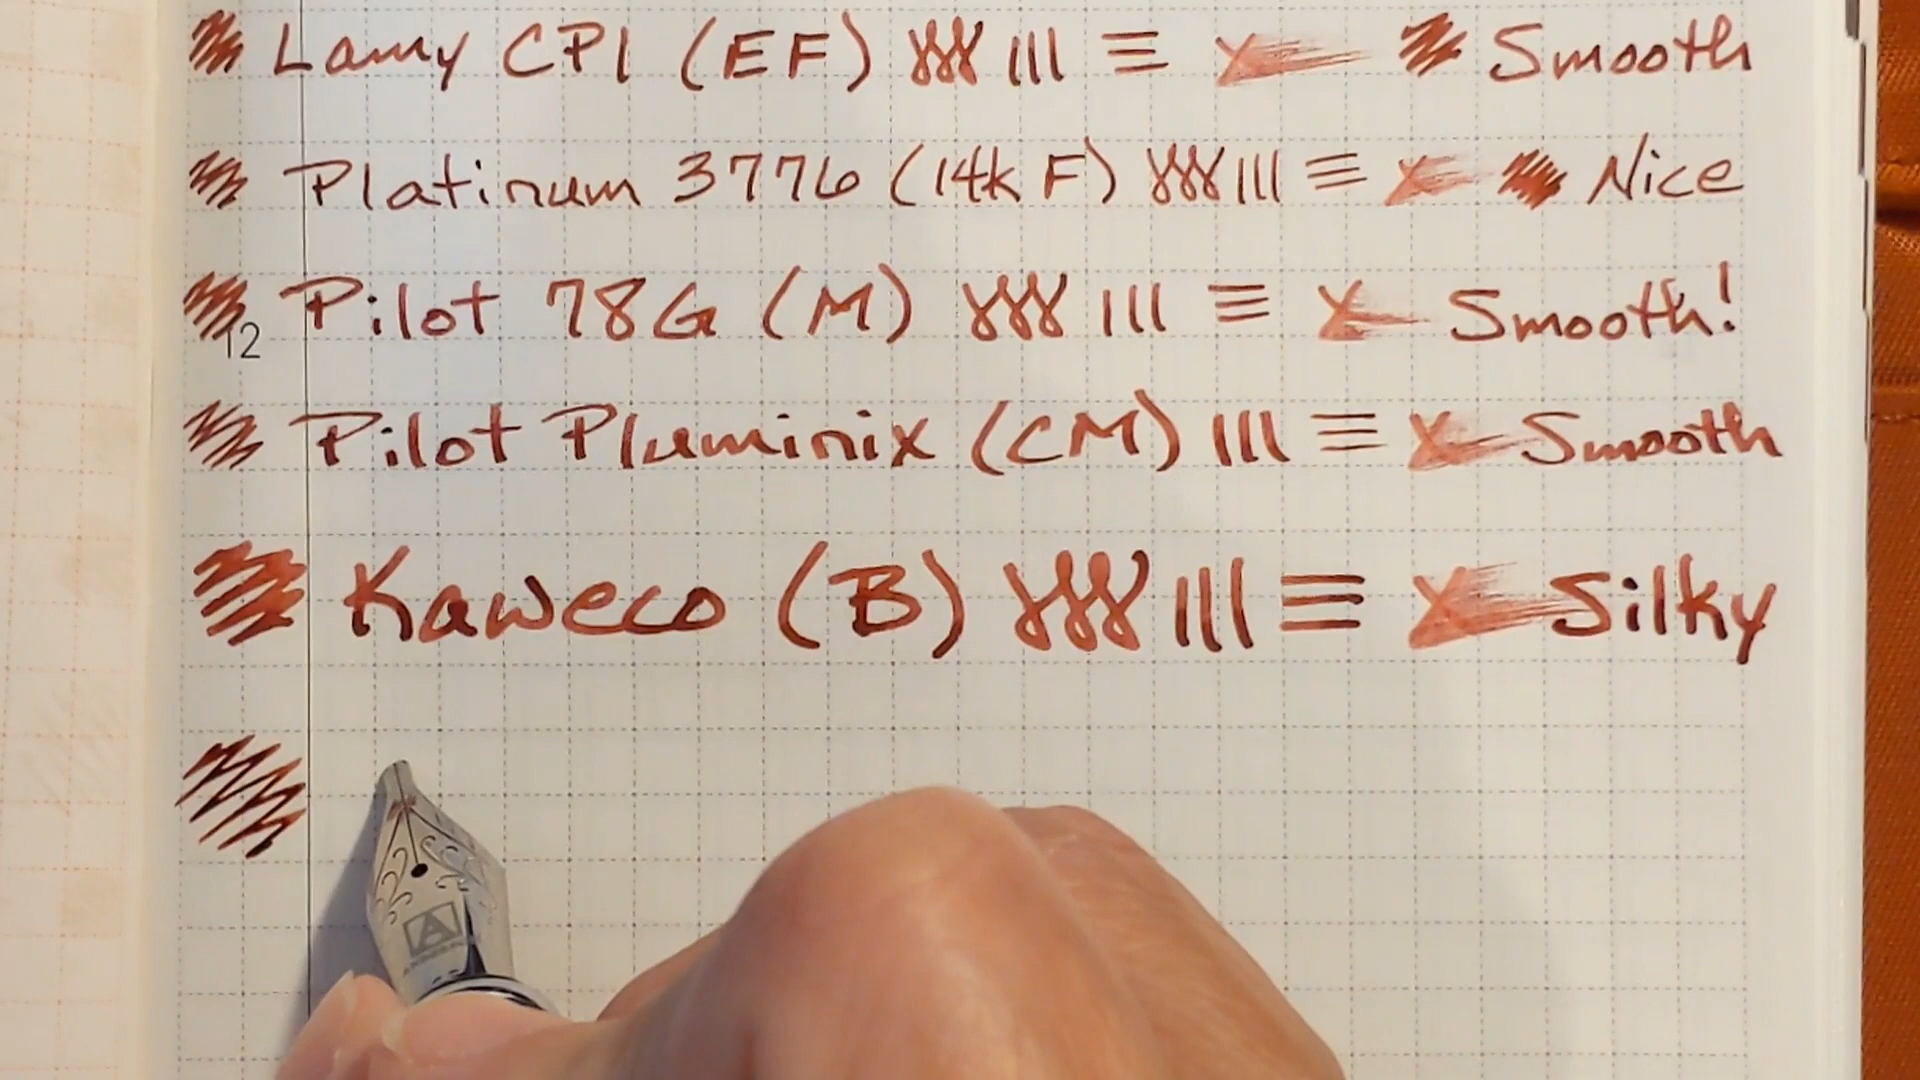 Lamy CP1 (EF) Smooth
Platinum 3776 (14k F) Nice
Pilot 78G (M) Smooth!
12
Pilot Pluminix (CM) Smooth
Kaweco (B) Silky
A